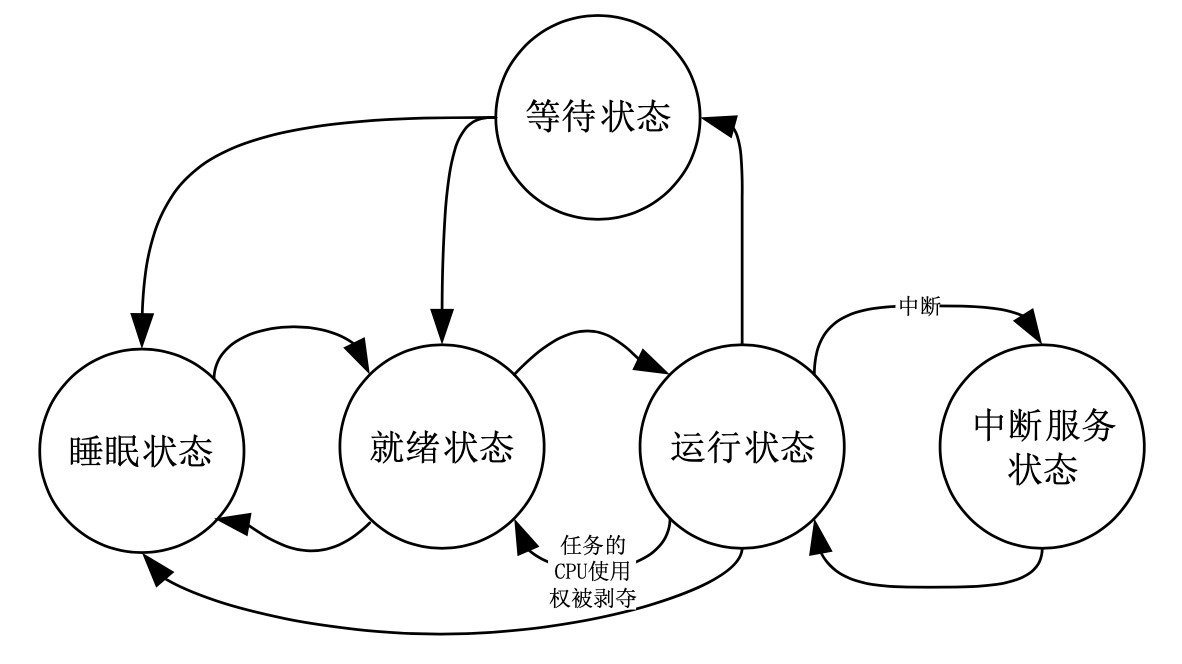 等待状态
中断
睡眠状态
就绪状态
运行状态
中断服务
状态
任务的
CPU使用
权被剥夺